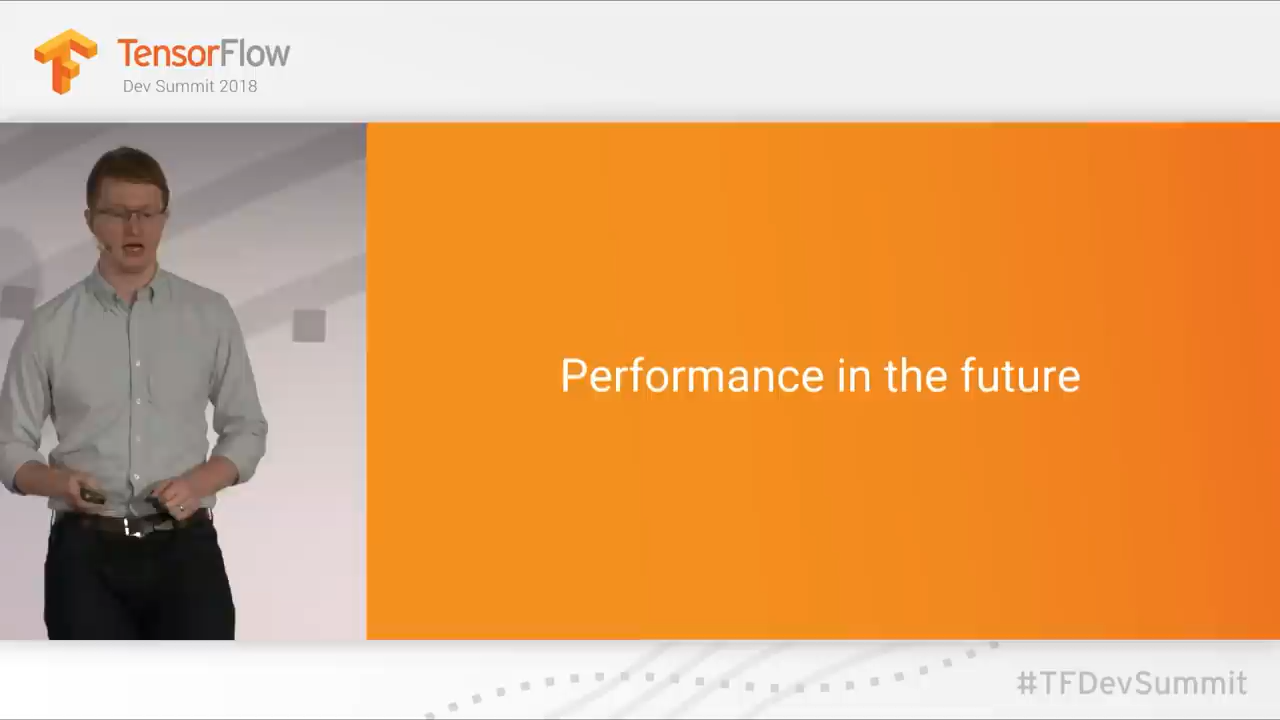 TensorFlow
Dev Summit 2018
Performance in the future
#TFDevSummit